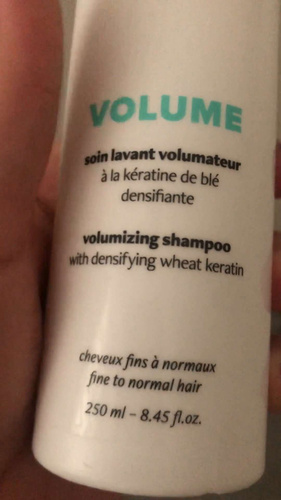 VOLUME
soin lavant volumateur
à la kératine de blé
densifiante
volumizing shampoo
with densifying wheat keratin
cheveux fins à normaux
fine to normal hair
250 ml - 8.45 fl.oz.